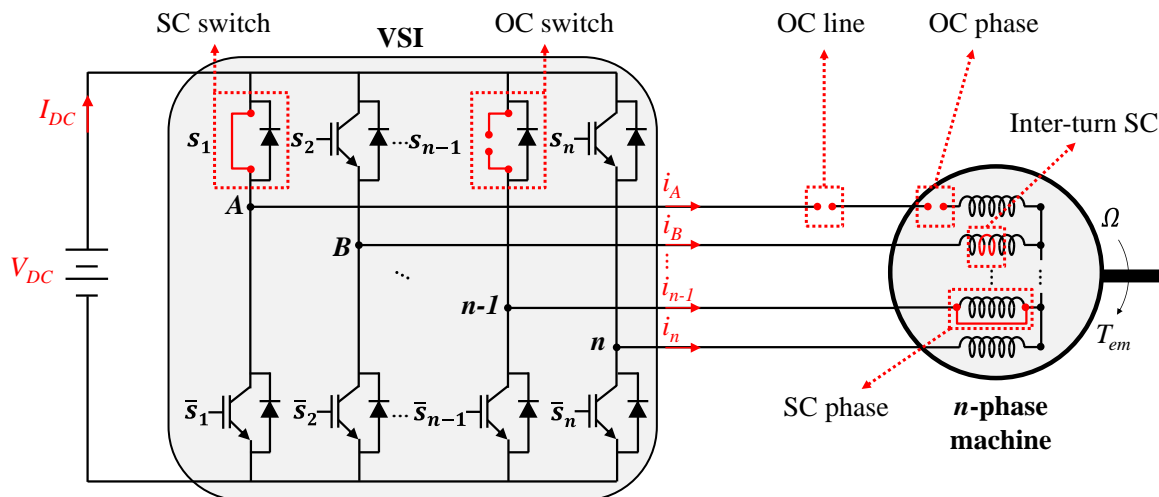 SC switch
VSI
OC switch
OC line
OC phase
Inter-turn SC
I_DC
s_1
s_2
...s_{n-1}
s_n
A
B
...
n-1
n
i_A
i_B
⋮
i_{n-1}
i_n
V_DC
Ω
T_em
s̄_1
s̄_2
...s̄_{n-1}
s̄_n
SC phase
n-phase
machine